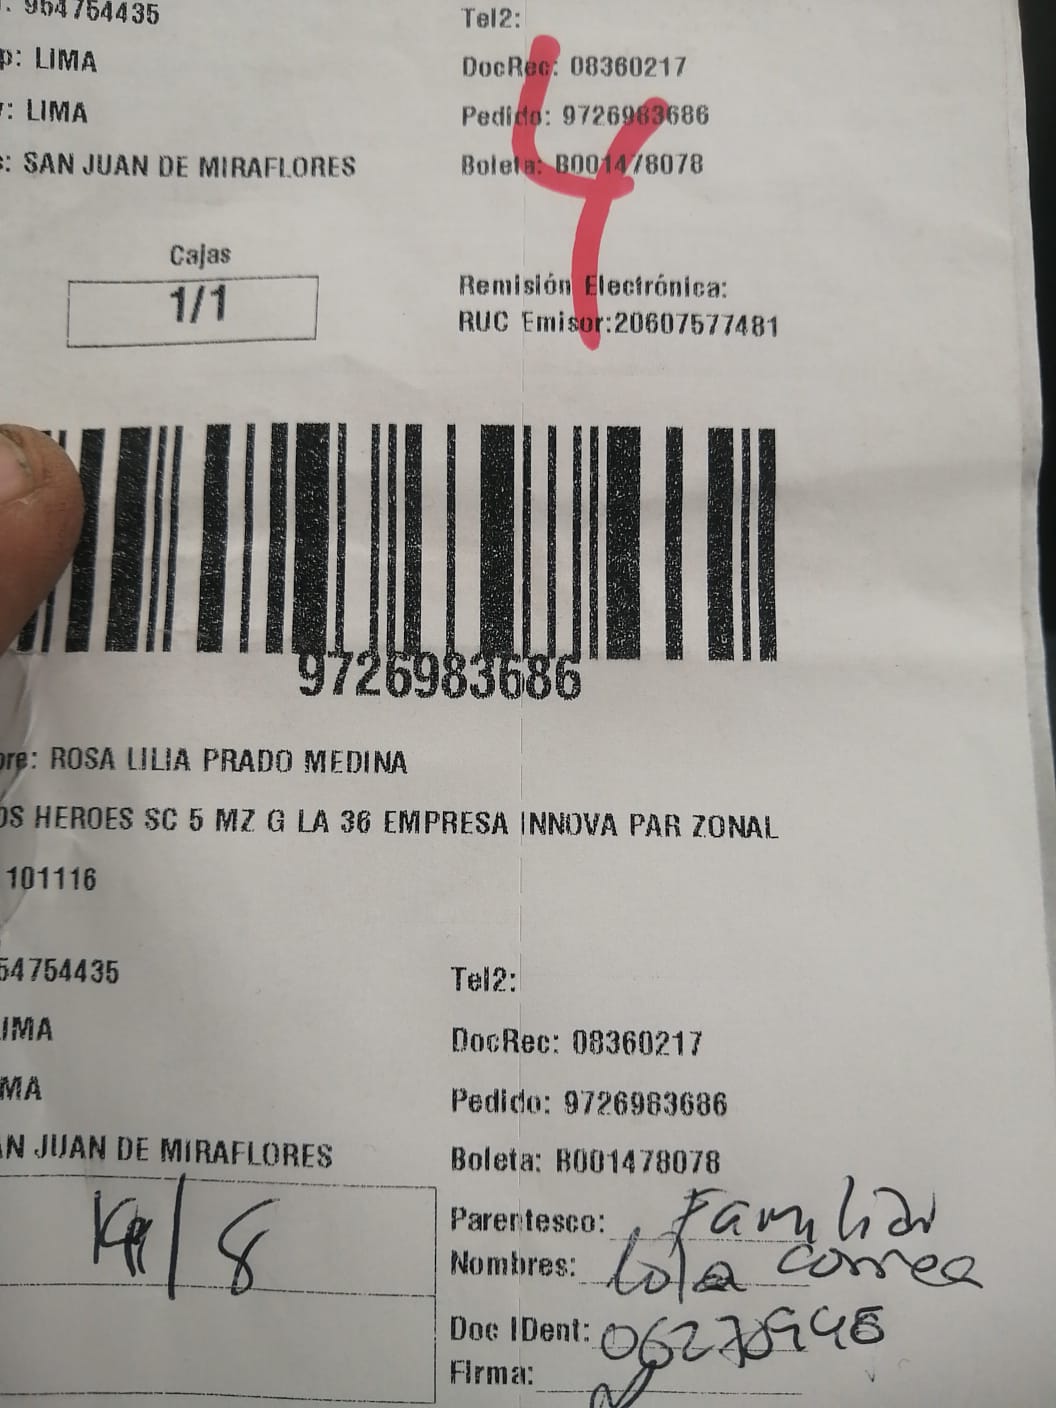 : 954754435 Tel2:
p: LIMA DocRec: 08360217
: LIMA Pedido: 9726983686
s: SAN JUAN DE MIRAFLORES Boleta: B001478078
4
Cajas
1/1
Remisión Electrónica:
RUC Emisor:20607577481
9726983686
bre: ROSA LILIA PRADO MEDINA
OS HEROES SC 5 MZ G LA 36 EMPRESA INNOVA PAR ZONAL
101116
54754435 Tel2:
LIMA DocRec: 08360217
MA Pedido: 9726983686
AN JUAN DE MIRAFLORES Boleta: B001478078
/ 8
Parentesco: Familiar
Nombres: Lola Correa
Doc IDent:
Firma: